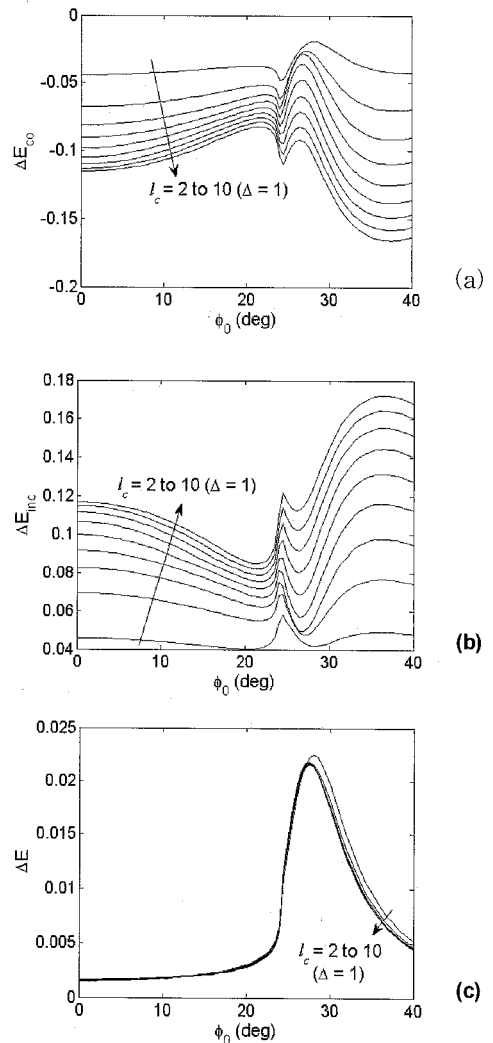 0
-0.05
-0.1
-0.15
-0.2
ΔE_co
l_c = 2 to 10 (Δ = 1)
0 10 20 30 40
ϕ_0 (deg)
(a)
0.18
0.16
0.14
0.12
0.1
0.08
0.06
0.04
ΔE_inc
l_c = 2 to 10 (Δ = 1)
0 10 20 30 40
ϕ_0 (deg)
(b)
0.025
0.02
0.015
0.01
0.005
0
ΔE
l_c = 2 to 10
(Δ = 1)
0 10 20 30 40
ϕ_0 (deg)
(c)